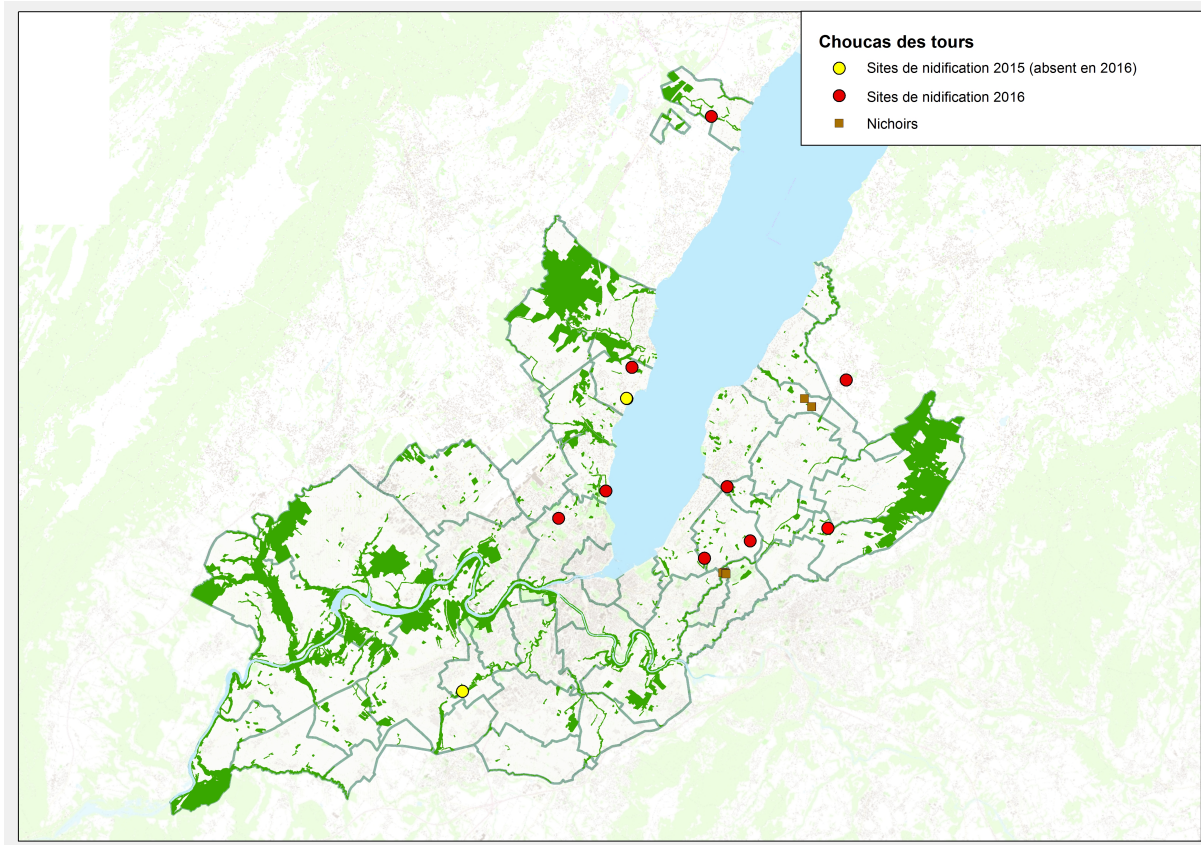 Choucas des tours
Sites de nidification 2015 (absent en 2016)
Sites de nidification 2016
Nichoirs